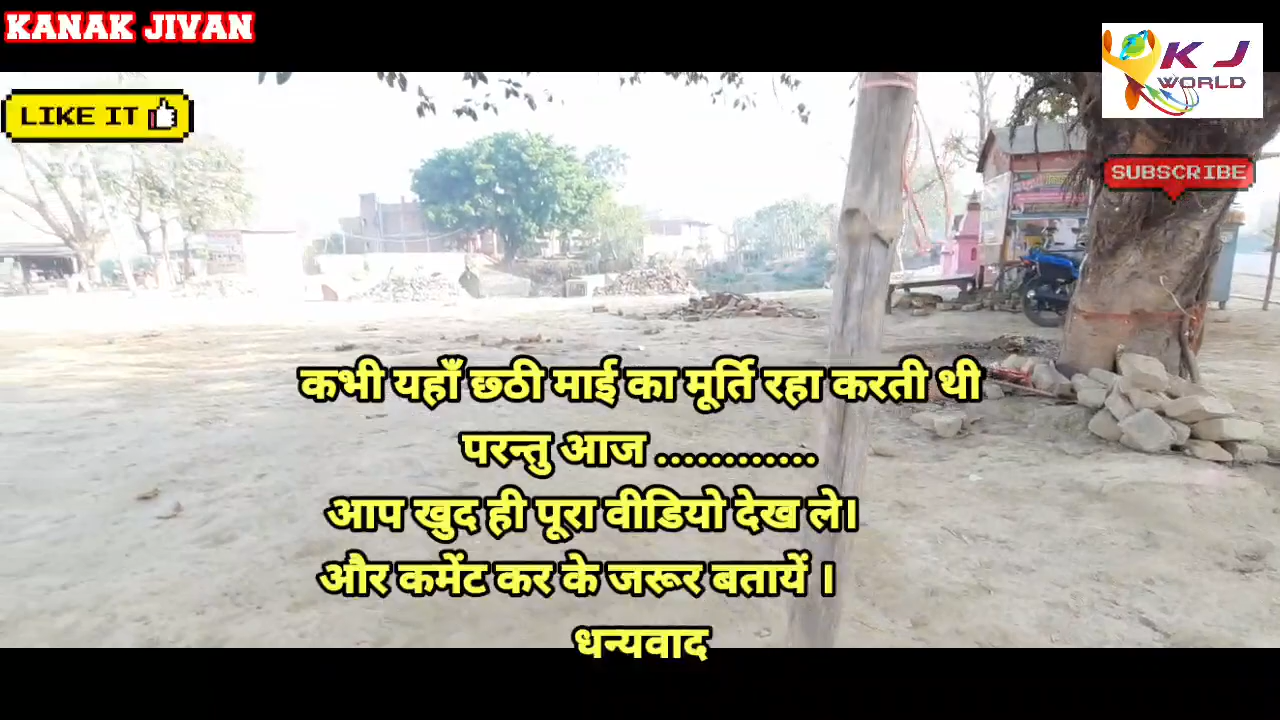 KANAK JIVAN
K J
WORLD
LIKE IT
SUBSCRIBE
कभी यहाँ छठी माई का मूर्ति रहा करती थी
परन्तु आज ............
आप खुद ही पूरा वीडियो देख ले।
और कमेंट कर के जरूर बतायें ।
धन्यवाद